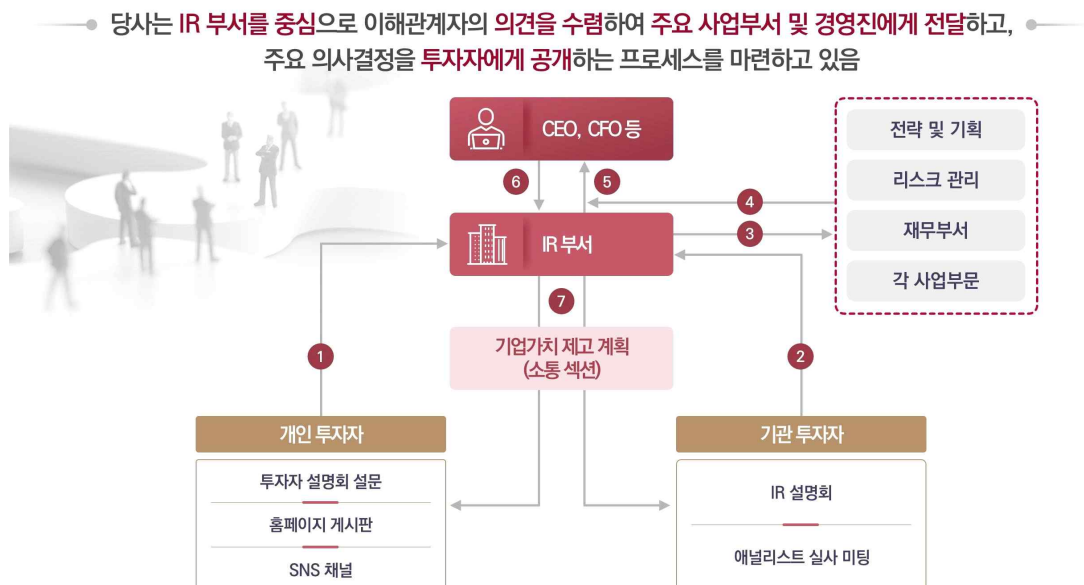 당사는 IR 부서를 중심으로 이해관계자의 의견을 수렴하여 주요 사업부서 및 경영진에게 전달하고,
주요 의사결정을 투자자에게 공개하는 프로세스를 마련하고 있음
CEO, CFO 등
전략 및 기획
리스크 관리
재무부서
각 사업부문
6
5
4
3
IR 부서
7
기업가치 제고 계획
(소통 섹션)
1
2
개인 투자자
투자자 설명회 설문
홈페이지 게시판
SNS 채널
기관 투자자
IR 설명회
애널리스트 실사 미팅